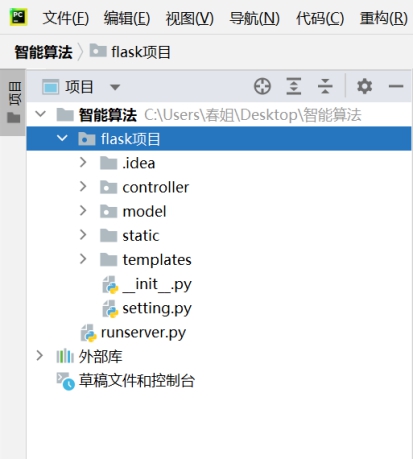 PC 文件(F) 编辑(E) 视图(V) 导航(N) 代码(C) 重构(R)
智能算法 flask项目
项目 项目
智能算法 C:\Users\春姐\Desktop\智能算法
flask项目
.idea
controller
model
static
templates
__init__.py
setting.py
runserver.py
外部库
草稿文件和控制台